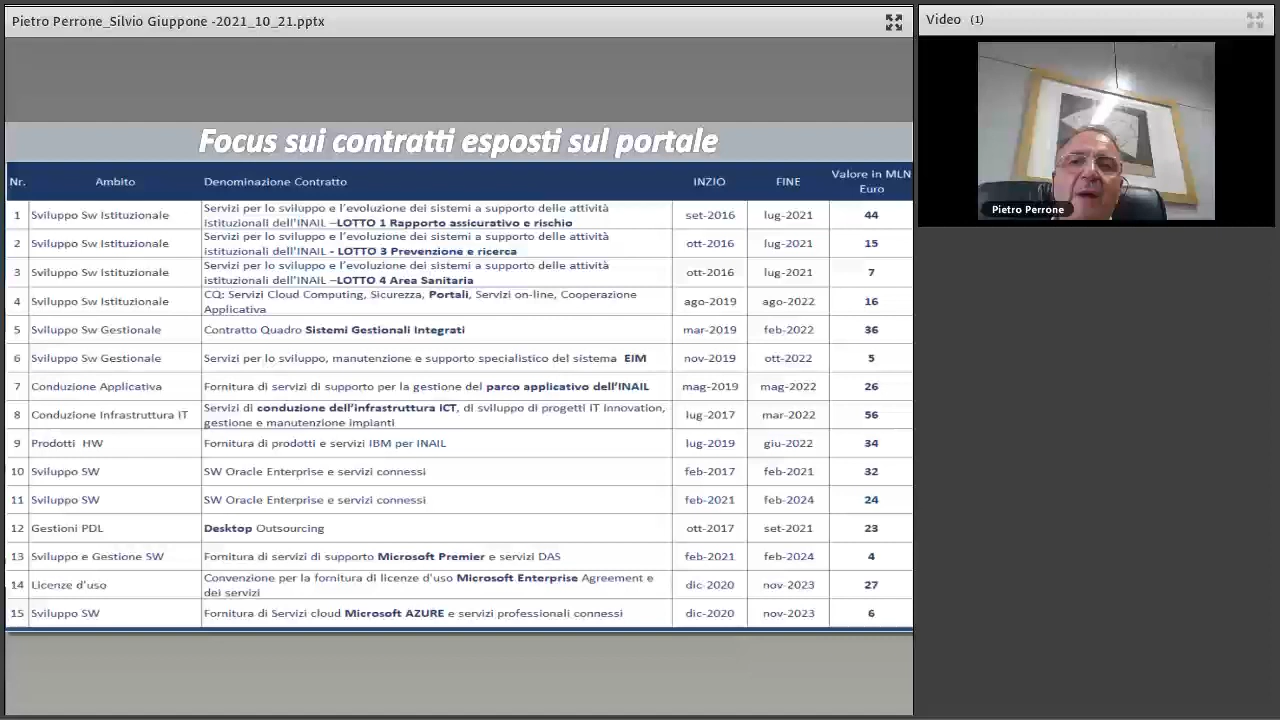 Pietro Perrone_Silvio Giuppone -2021_10_21.pptx
Video (1)
Pietro Perrone
Focus sui contratti esposti sul portale
Nr. Ambito Denominazione Contratto INZIO FINE Valore in MLN
Euro
1 Sviluppo Sw Istituzionale Servizi per lo sviluppo e l'evoluzione dei sistemi a supporto delle attività
istituzionali dell'INAIL –LOTTO 1 Rapporto assicurativo e rischio set-2016 lug-2021 44
2 Sviluppo Sw Istituzionale Servizi per lo sviluppo e l'evoluzione dei sistemi a supporto delle attività
istituzionali dell'INAIL - LOTTO 3 Prevenzione e ricerca ott-2016 lug-2021 15
3 Sviluppo Sw Istituzionale Servizi per lo sviluppo e l'evoluzione dei sistemi a supporto delle attività
istituzionali dell'INAIL –LOTTO 4 Area Sanitaria ott-2016 lug-2021 7
4 Sviluppo Sw Istituzionale CQ: Servizi Cloud Computing, Sicurezza, Portali, Servizi on-line, Cooperazione
Applicativa ago-2019 ago-2022 16
5 Sviluppo Sw Gestionale Contratto Quadro Sistemi Gestionali Integrati mar-2019 feb-2022 36
6 Sviluppo Sw Gestionale Servizi per lo sviluppo, manutenzione e supporto specialistico del sistema EIM nov-2019 ott-2022 5
7 Conduzione Applicativa Fornitura di servizi di supporto per la gestione del parco applicativo dell'INAIL mag-2019 mag-2022 26
8 Conduzione Infrastruttura IT Servizi di conduzione dell'infrastruttura ICT, di sviluppo di progetti IT Innovation,
gestione e manutenzione impianti lug-2017 mar-2022 56
9 Prodotti HW Fornitura di prodotti e servizi IBM per INAIL lug-2019 giu-2022 34
10 Sviluppo SW SW Oracle Enterprise e servizi connessi feb-2017 feb-2021 32
11 Sviluppo SW SW Oracle Enterprise e servizi connessi feb-2021 feb-2024 24
12 Gestioni PDL Desktop Outsourcing ott-2017 set-2021 23
13 Sviluppo e Gestione SW Fornitura di servizi di supporto Microsoft Premier e servizi DAS feb-2021 feb-2024 4
14 Licenze d'uso Convenzione per la fornitura di licenze d'uso Microsoft Enterprise Agreement e
dei servizi dic-2020 nov-2023 27
15 Sviluppo SW Fornitura di Servizi cloud Microsoft AZURE e servizi professionali connessi dic-2020 nov-2023 6